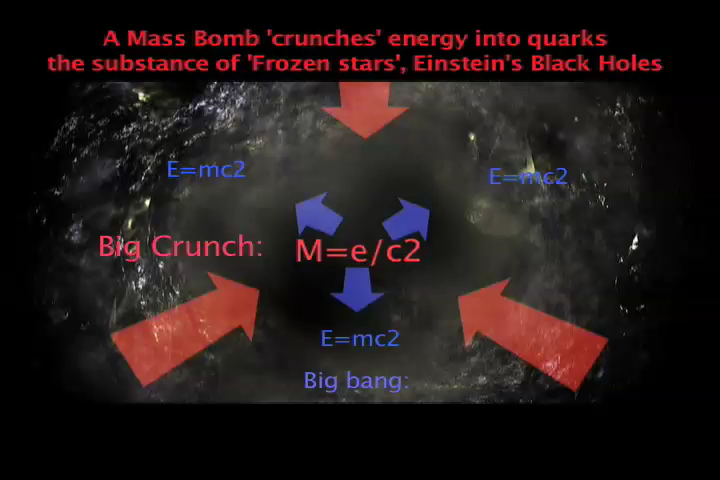 A Mass Bomb 'crunches' energy into quarks
the substance of 'Frozen stars', Einstein's Black Holes
E=mc2
E=mc2
Big Crunch:
M=e/c2
E=mc2
Big bang: